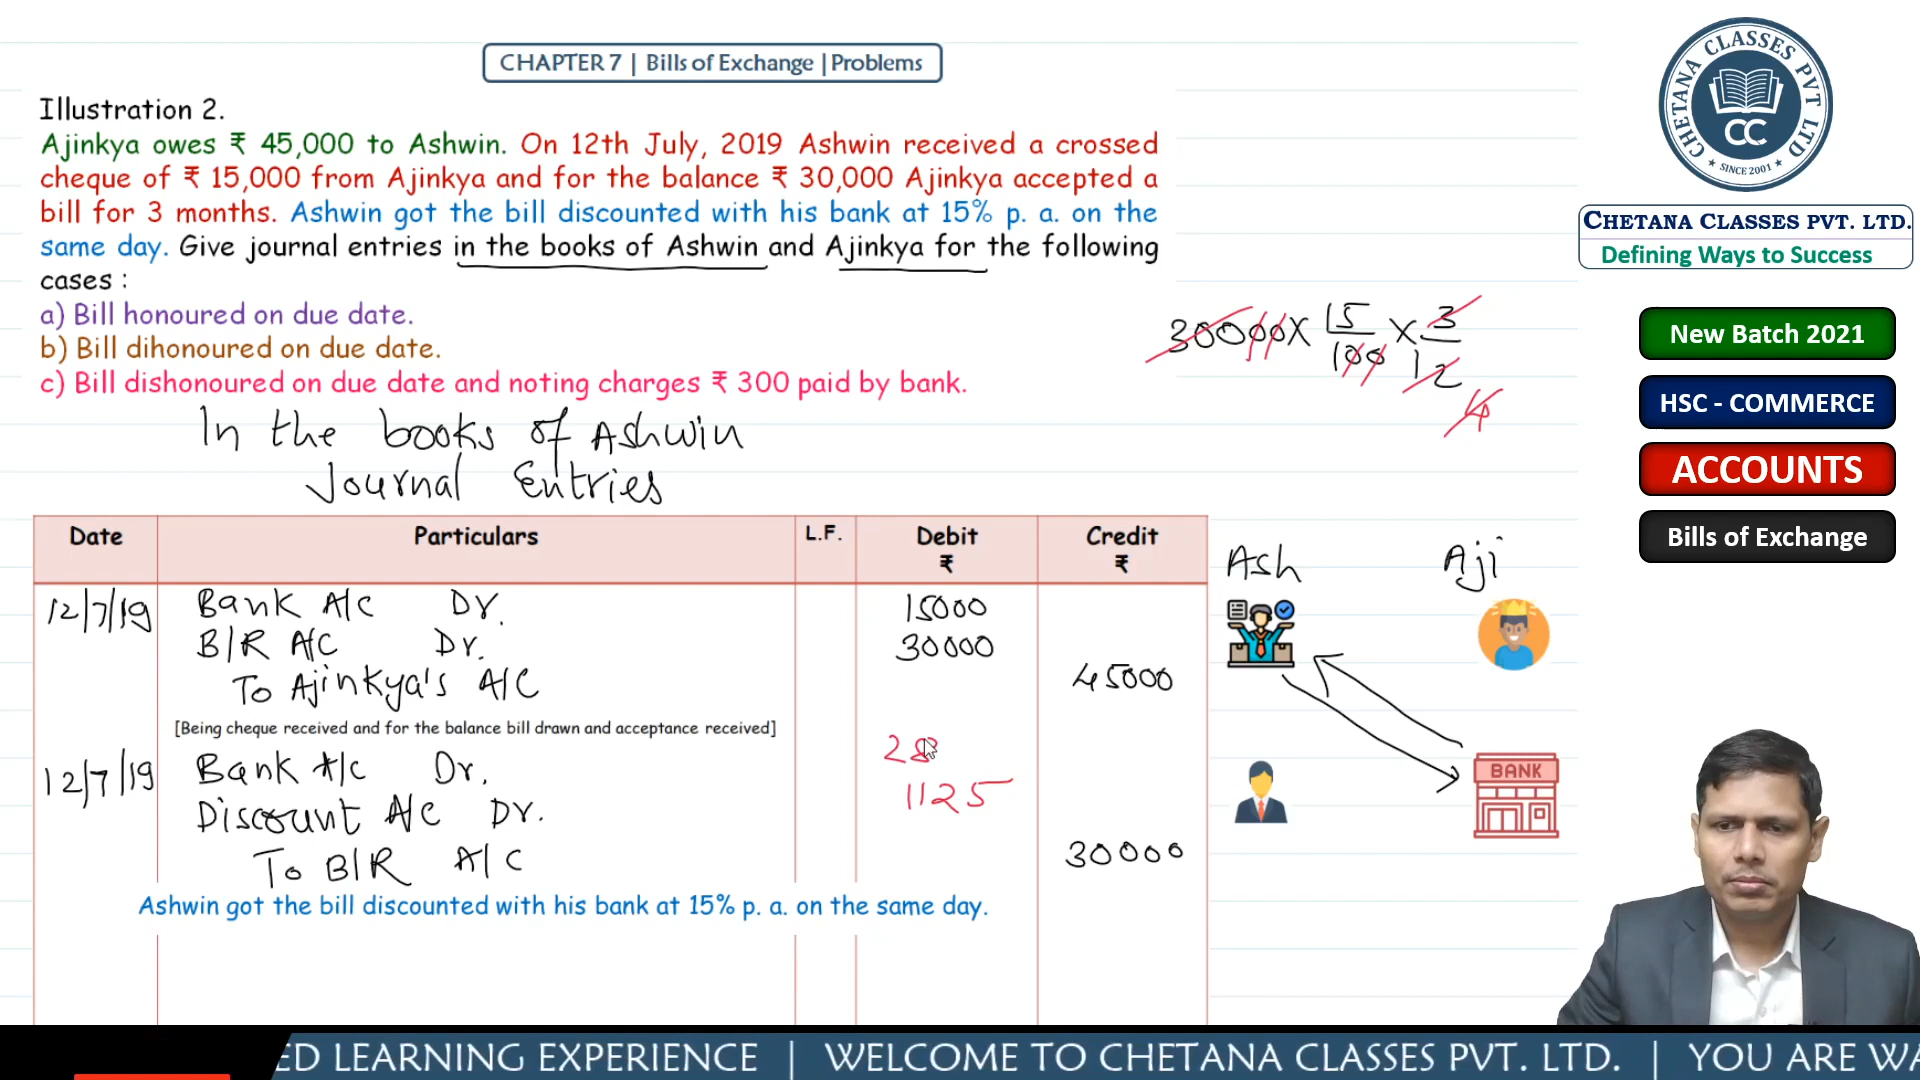 CHAPTER 7 | Bills of Exchange | Problems
Illustration 2.
Ajinkya owes ₹ 45,000 to Ashwin. On 12th July, 2019 Ashwin received a crossed
cheque of ₹ 15,000 from Ajinkya and for the balance ₹ 30,000 Ajinkya accepted a
bill for 3 months. Ashwin got the bill discounted with his bank at 15% p. a. on the
same day. Give journal entries in the books of Ashwin and Ajinkya for the following
cases :
a) Bill honoured on due date.
b) Bill dihonoured on due date.
c) Bill dishonoured on due date and noting charges ₹ 300 paid by bank.
30000 X 15/100 X 3/12
4
In the books of Ashwin
Journal Entries
Date Particulars L.F. Debit ₹ Credit ₹
12/7/19 Bank A/c Dr. 15000
B/R A/C Dr. 30000
To Ajinkya's A/C 45000
[Being cheque received and for the balance bill drawn and acceptance received]
12/7/19 Bank A/c Dr. 28
Discount A/c Dr. 1125
To B/R A/C 30000
Ashwin got the bill discounted with his bank at 15% p. a. on the same day.
Ash Aji
BANK
CHETANA CLASSES PVT LTD
CC
★ SINCE 2001 ★
CHETANA CLASSES PVT. LTD.
Defining Ways to Success
New Batch 2021
HSC - COMMERCE
ACCOUNTS
Bills of Exchange
ED LEARNING EXPERIENCE | WELCOME TO CHETANA CLASSES PVT. LTD. | YOU ARE WA